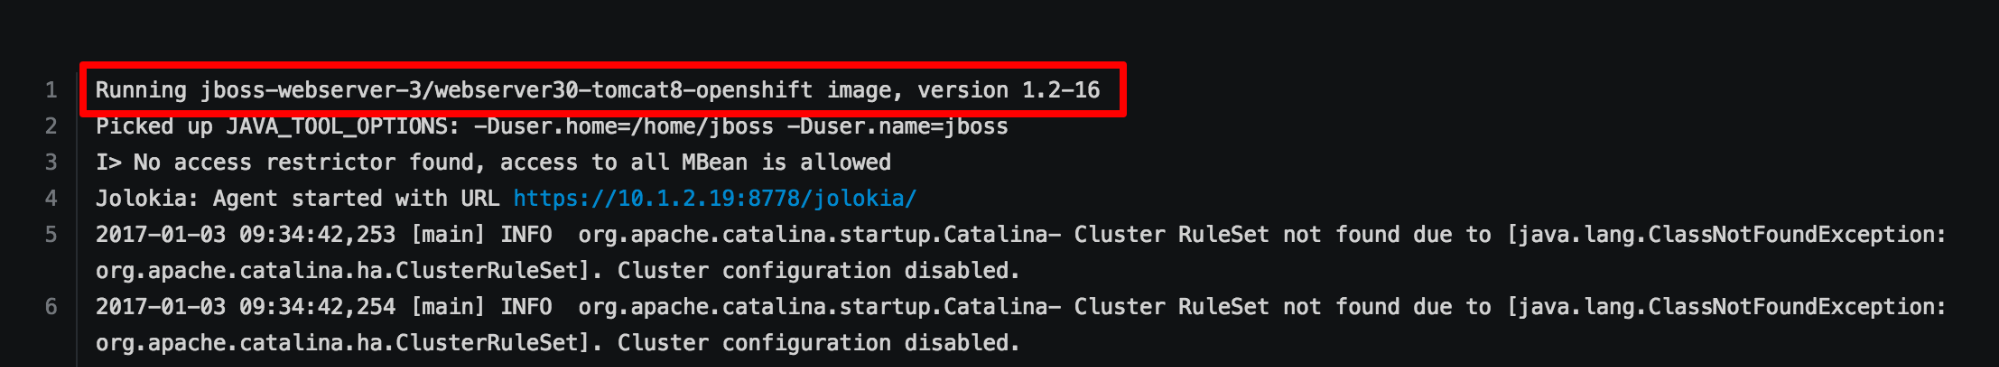 1 Running jboss-webserver-3/webserver30-tomcat8-openshift image, version 1.2-16
2 Picked up JAVA_TOOL_OPTIONS: -Duser.home=/home/jboss -Duser.name=jboss
3 I> No access restrictor found, access to all MBean is allowed
4 Jolokia: Agent started with URL https://10.1.2.19:8778/jolokia/
5 2017-01-03 09:34:42,253 [main] INFO  org.apache.catalina.startup.Catalina- Cluster RuleSet not found due to [java.lang.ClassNotFoundException:
org.apache.catalina.ha.ClusterRuleSet]. Cluster configuration disabled.
6 2017-01-03 09:34:42,254 [main] INFO  org.apache.catalina.startup.Catalina- Cluster RuleSet not found due to [java.lang.ClassNotFoundException:
org.apache.catalina.ha.ClusterRuleSet]. Cluster configuration disabled.